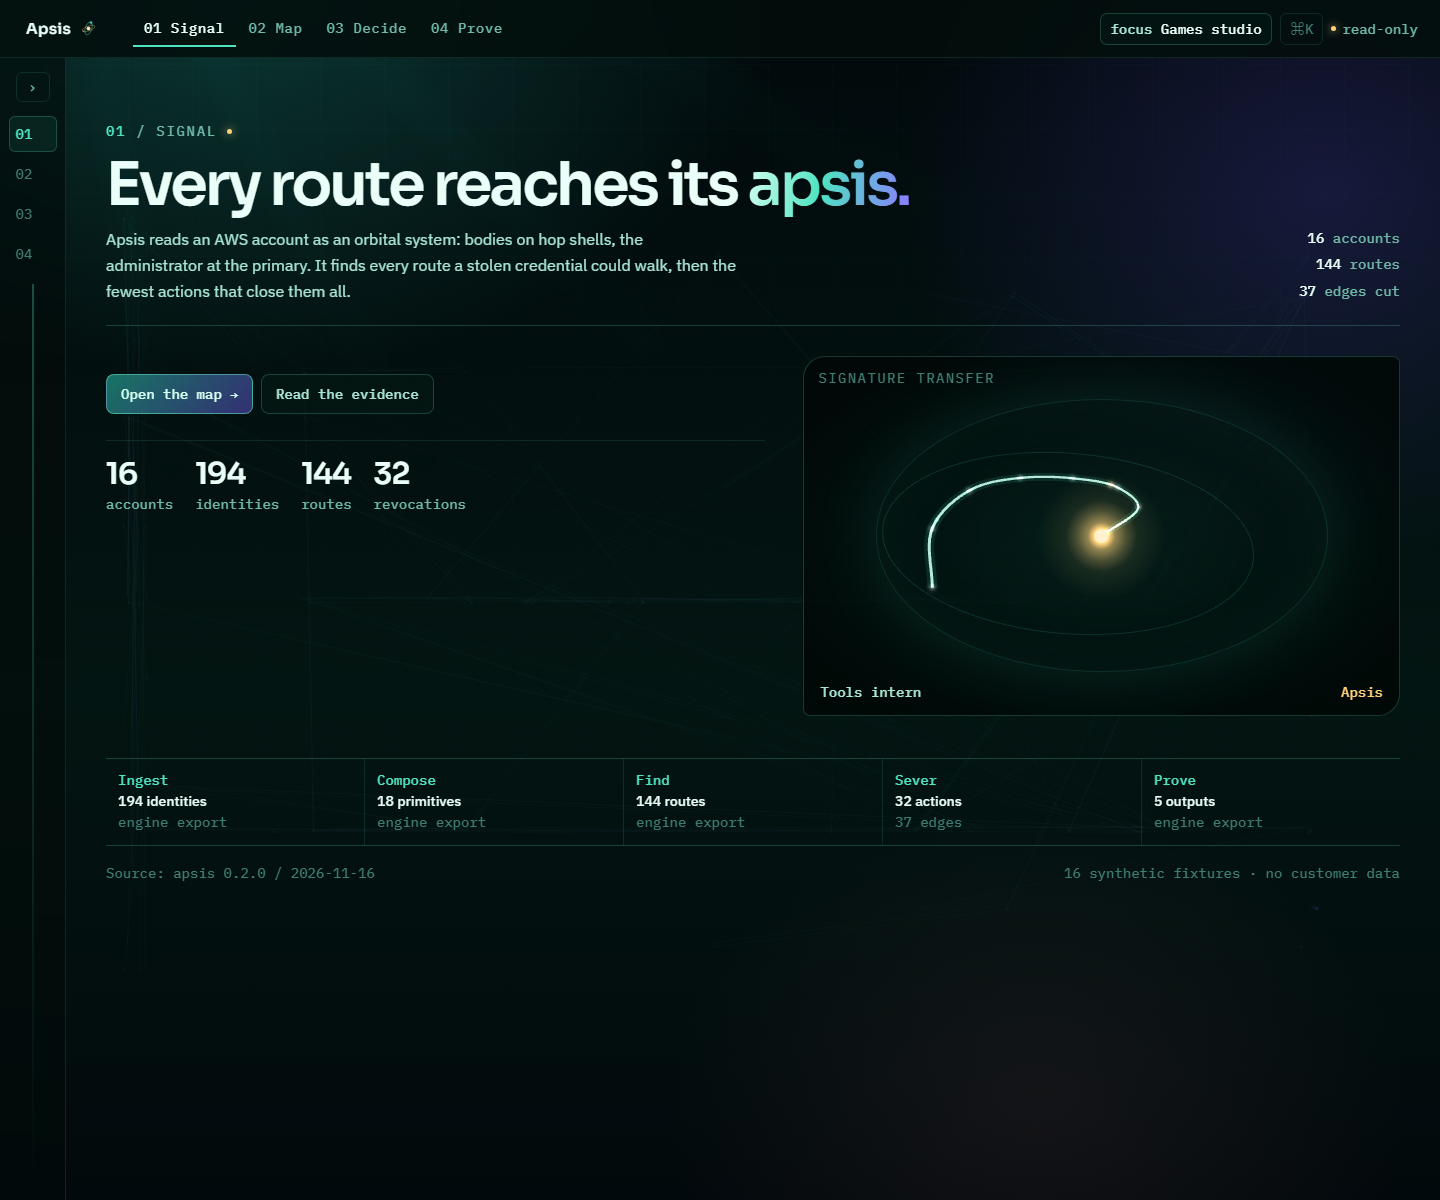 Apsis
01 Signal
02 Map
03 Decide
04 Prove
focus Games studio
⌘K
read-only
›
01
02
03
04
01 / SIGNAL
Every route reaches its apsis.
Apsis reads an AWS account as an orbital system: bodies on hop shells, the
administrator at the primary. It finds every route a stolen credential could walk, then the
fewest actions that close them all.
16 accounts
144 routes
37 edges cut
Open the map →
Read the evidence
16
accounts
194
identities
144
routes
32
revocations
SIGNATURE TRANSFER
Tools intern
Apsis
Ingest
194 identities
engine export
Compose
18 primitives
engine export
Find
144 routes
engine export
Sever
32 actions
37 edges
Prove
5 outputs
engine export
Source: apsis 0.2.0 / 2026-11-16
16 synthetic fixtures · no customer data